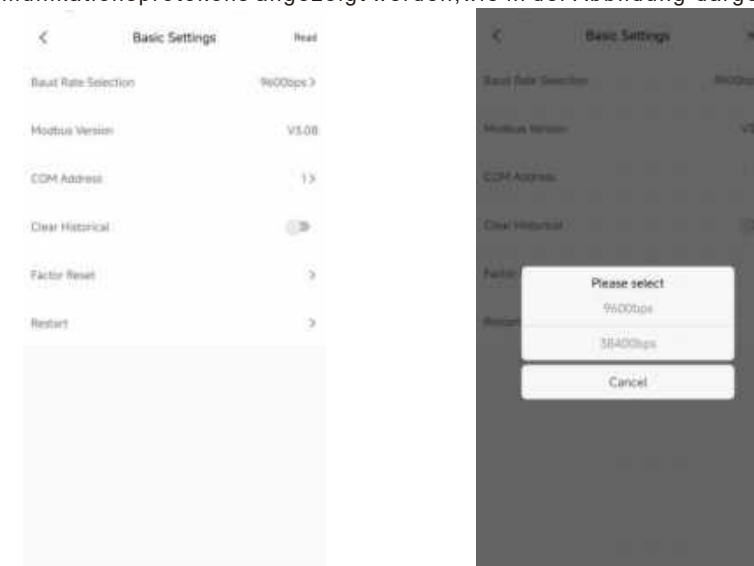 angezeigt werden, wie in der Abbildung
Basic Settings Read
Baud Rate Selection 9600bps
Modbus Version V3.08
COM Address 1
Clear Historical
Factor Reset
Restart
Basic Settings
Baud Rate Selection
Modbus Version
COM Address
Clear Historical
Factor
Restart
Please select
9600bps
38400bps
Cancel